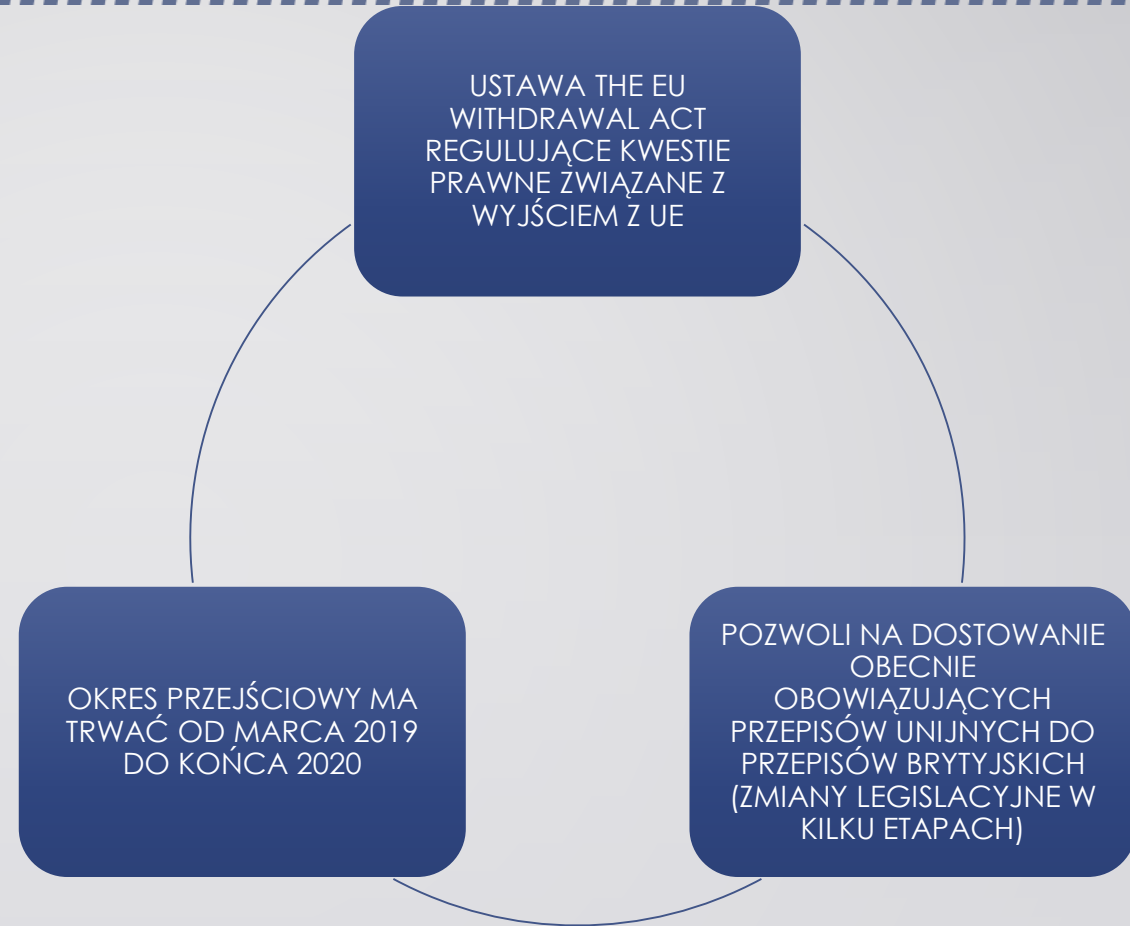 USTAWA THE EU
WITHDRAWAL ACT
REGULUJĄCE KWESTIE
PRAWNE ZWIĄZANE Z
WYJŚCIEM Z UE
POZWOLI NA DOSTOWANIE
OBECNIE
OBOWIĄZUJĄCYCH
PRZEPISÓW UNIJNYCH DO
PRZEPISÓW BRYTYJSKICH
(ZMIANY LEGISLACYJNE W
KILKU ETAPACH)
OKRES PRZEJŚCIOWY MA
TRWAĆ OD MARCA 2019
DO KOŃCA 2020